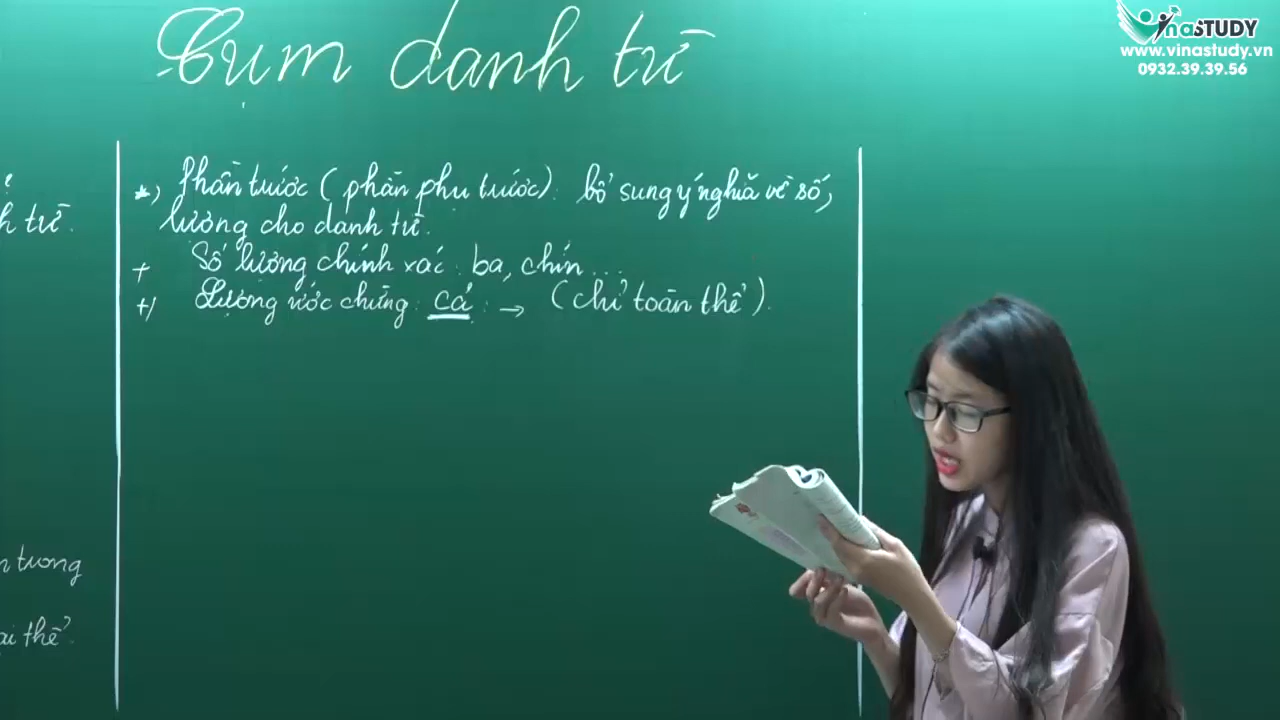 VinaSTUDY
www.vinastudy.vn
0932.39.39.56
Cụm danh từ
h từ.
n tương
ại thể
*, Phần trước (phần phụ trước): bổ sung ý nghĩa về số,
lượng cho danh từ.
+ Số lượng chính xác: ba, chín...
+, Lượng ước chừng: cả: → (chỉ toàn thể).